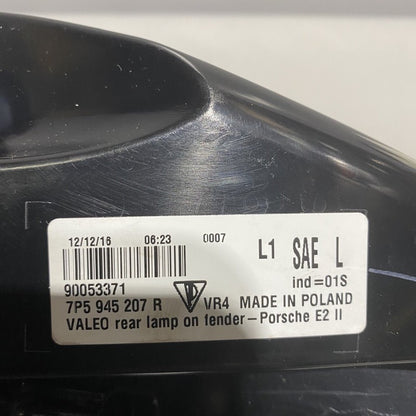 12/12/16 06:23 0007 L1 SAE L
90053371 ind=01S
7P5 945 207 R VR4 MADE IN POLAND
VALEO rear lamp on fender-Porsche E2 II